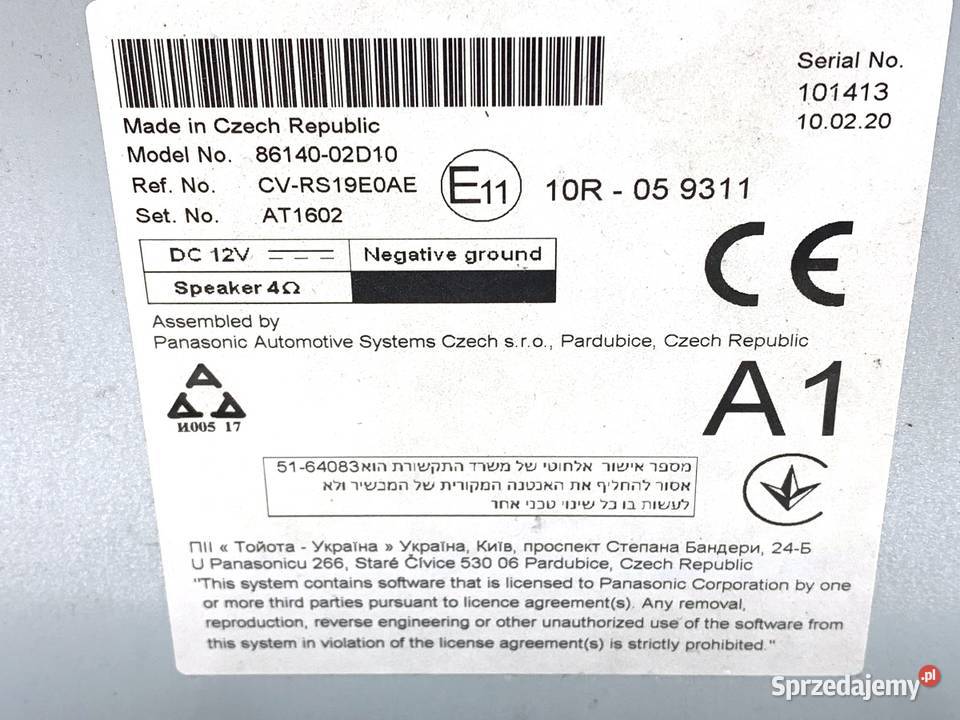 Serial No.
101413
10.02.20
Made in Czech Republic
Model No. 86140-02D10
Ref. No. CV-RS19E0AE
Set. No. AT1602
E11 10R - 05 9311
CE
DC 12V Negative ground
Speaker 4Ω
Assembled by
Panasonic Automotive Systems Czech s.r.o., Pardubice, Czech Republic
И005 17
A1
מספר אישור אלחוטי של משרד התקשורת הוא 51-64083
אסור להחליף את האנטנה המקורית של המכשיר ולא
לעשות בו כל שינוי טכני אחר
ПІІ « Тойота - Україна » Україна, Київ, проспект Степана Бандери, 24-Б
U Panasonicu 266, Staré Čívice 530 06 Pardubice, Czech Republic
"This system contains software that is licensed to Panasonic Corporation by one
or more third parties pursuant to licence agreement(s). Any removal,
reproduction, reverse engineering or other unauthorized use of the software from
this system in violation of the license agreement(s) is strictly prohibited."
Sprzedajemy.pl